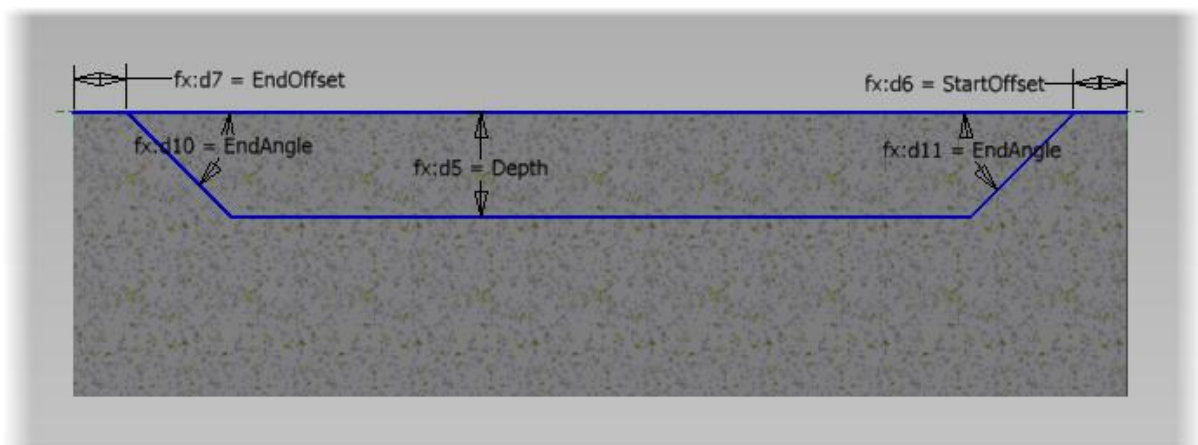 fx:d7 = EndOffset
fx:d6 = StartOffset
fx:d10 = EndAngle
fx:d5 = Depth
fx:d11 = EndAngle